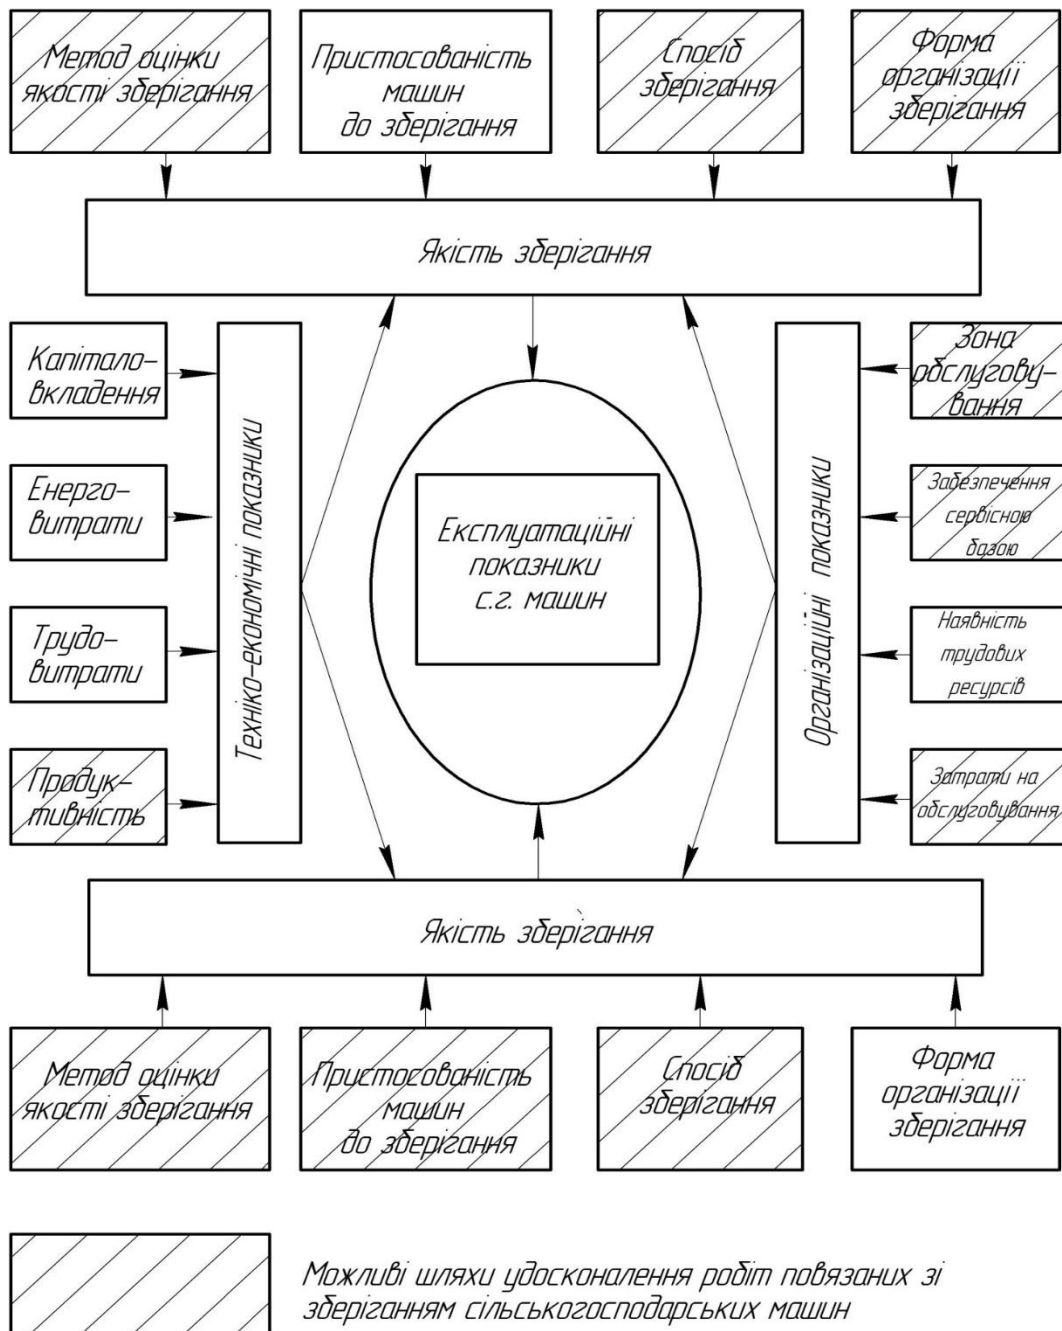 Метод оцінки
якості зберігання
Пристосованість
машин
до зберігання
Спосіб
зберігання
Форма
організації
зберігання
Якість зберігання
Капітало-
вкладення
Енерго-
витрати
Трудо-
витрати
Продук-
тивність
Техніко-економічні показники
Експлуатаційні
показники
с.г. машин
Організаційні показники
Зона
обслугову-
вання
Забезпечення
сервісною
базою
Наявність
трудових
ресурсів
Затрати на
обслуговування
Якість зберігання
Метод оцінки
якості зберігання
Пристосованість
машин
до зберігання
Спосіб
зберігання
Форма
організації
зберігання
Можливі шляхи удосконалення робіт повязаних зі
зберіганням сільськогосподарських машин